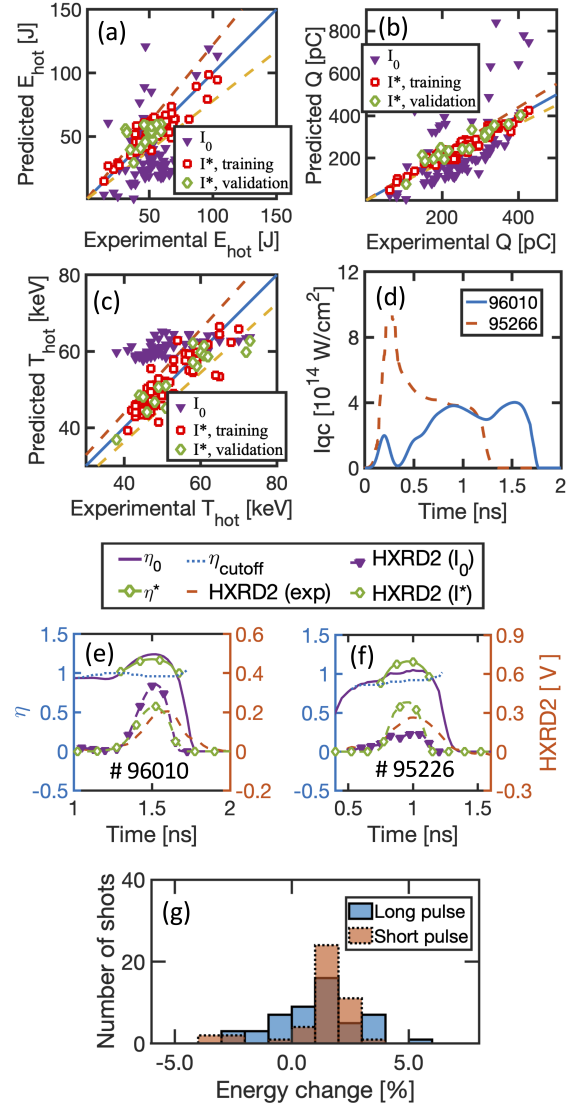 (a)
Predicted E_hot [J]
150
100
50
I_0
I*, training
I*, validation
50
100
150
Experimental E_hot [J]
(b)
Predicted Q [pC]
800
600
400
200
I_0
I*, training
I*, validation
200
400
Experimental Q [pC]
(c)
Predicted T_hot [keV]
80
60
40
I_0
I*, training
I*, validation
40
60
80
Experimental T_hot [keV]
(d)
Iqc [10^14 W/cm^2]
12
8
4
0
96010
95266
0
0.5
1
1.5
2
Time [ns]
η_0
η_cutoff
HXRD2 (I_0)
η*
HXRD2 (exp)
HXRD2 (I*)
(e)
η
1.5
1
0.5
0
-0.5
0.6
0.4
0.2
0
-0.2
# 96010
1
1.5
2
Time [ns]
(f)
1.5
1
0.5
0
-0.5
0.9
0.6
0.3
0
-0.3
HXRD2 [ V]
# 95226
0.5
1
1.5
Time [ns]
(g)
Number of shots
40
20
0
Long pulse
Short pulse
-5.0
0.0
5.0
Energy change [%]